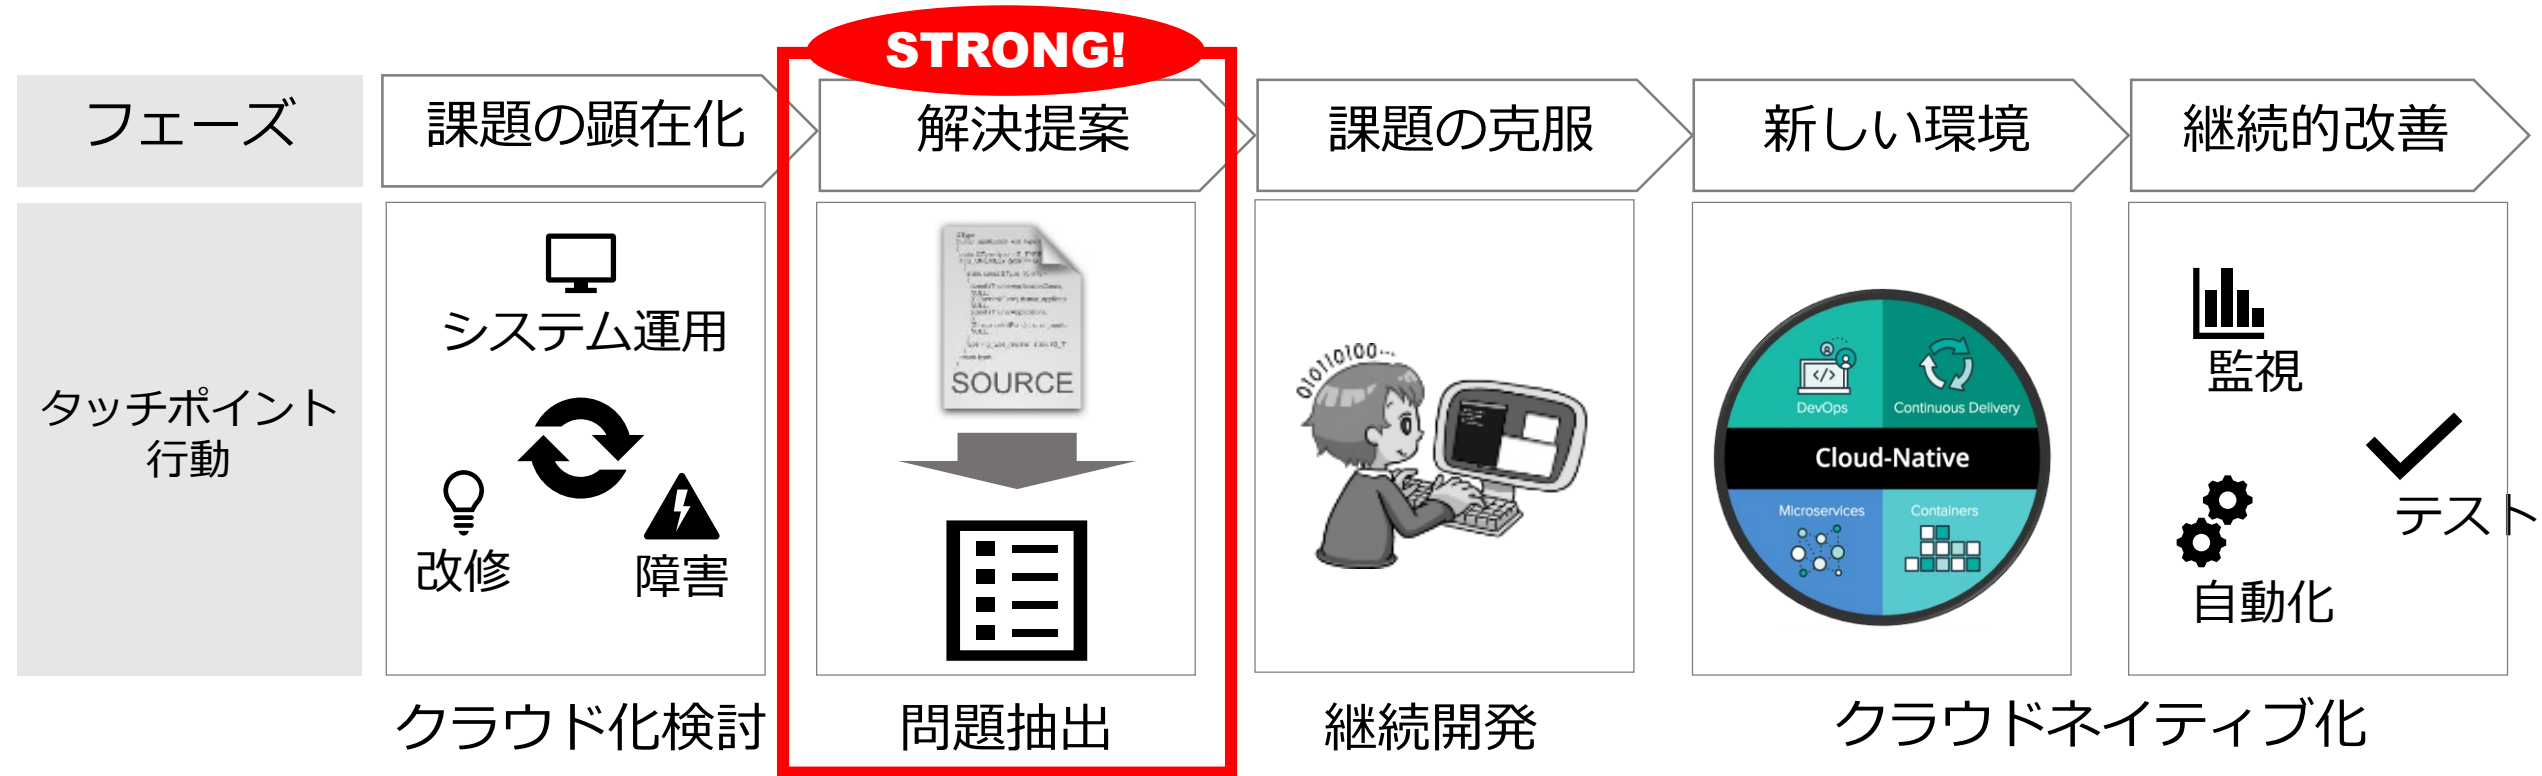 STRONG!
フェーズ
課題の顕在化
解決提案
課題の克服
新しい環境
継続的改善
タッチポイント
行動
システム運用
改修
障害
SOURCE
010110100...
DevOps
Continuous Delivery
Cloud-Native
Microservices
Containers
監視
テスト
自動化
クラウド化検討
問題抽出
継続開発
クラウドネイティブ化